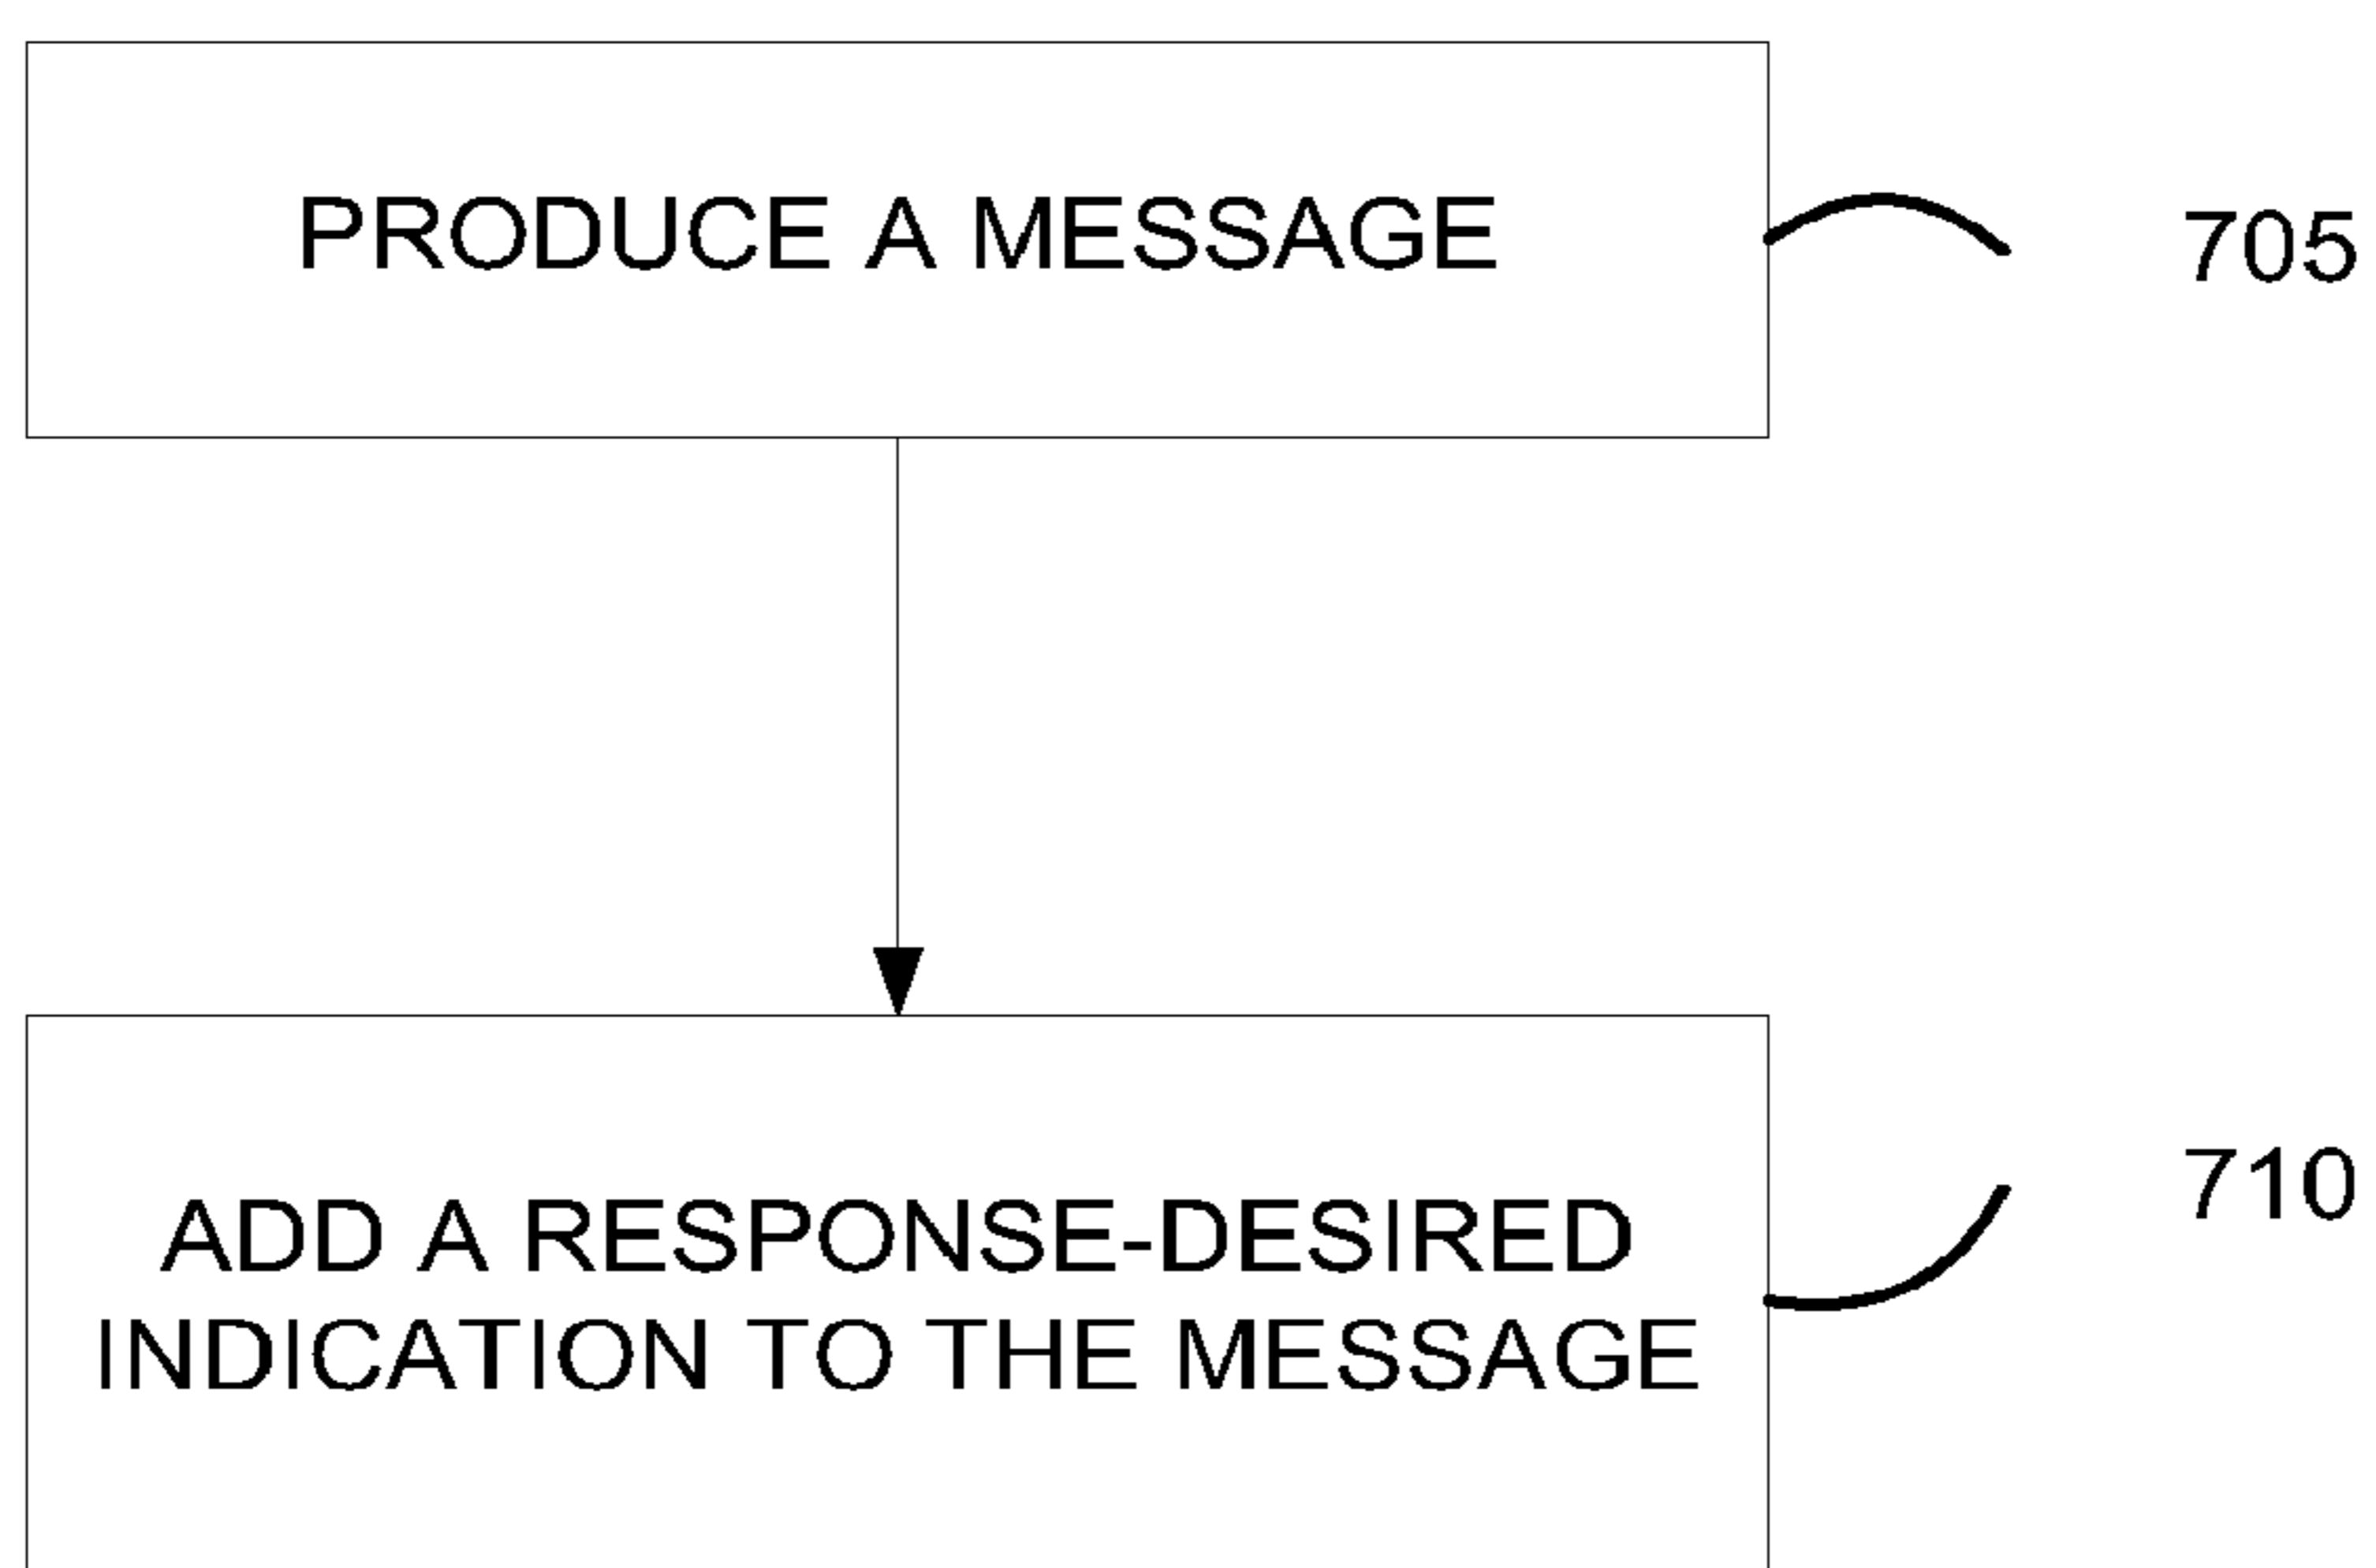 PRODUCE A MESSAGE
705
710
ADD A RESPONSE-DESIRED
INDICATION TO THE MESSAGE